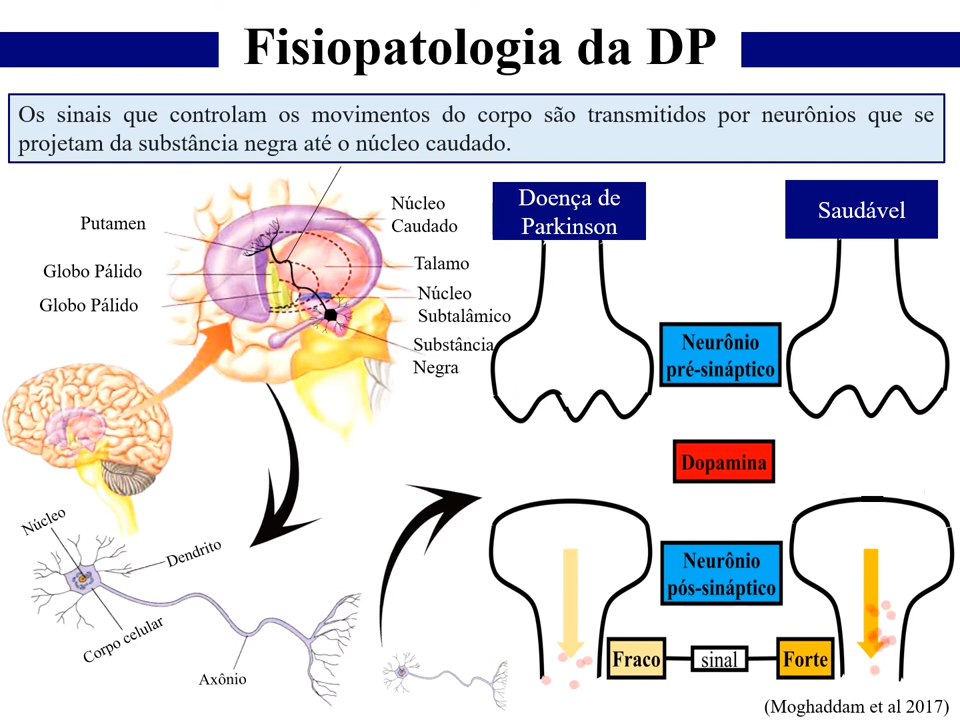 Fisiopatologia da DP
Os sinais que controlam os movimentos do corpo são transmitidos por neurônios que se
projetam da substância negra até o núcleo caudado.
Putamen
Globo Pálido
Globo Pálido
Núcleo
Caudado
Talamo
Núcleo
Subtalâmico
Substância
Negra
Doença de
Parkinson
Saudável
Neurônio
pré-sináptico
Dopamina
Neurônio
pós-sináptico
Fraco
sinal
Forte
Núcleo
Dendrito
Corpo celular
Axônio
(Moghaddam et al 2017)